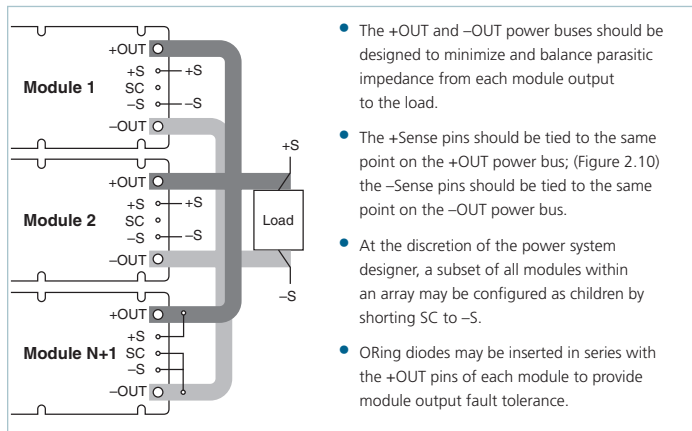 +OUT
+S
+S
Module 1
SC
–S
–S
–OUT
+S
+OUT
+S
+S
Module 2
SC
Load
–S
–S
–OUT
–S
+OUT
+S
Module N+1
SC
–S
–OUT
• The +OUT and –OUT power buses should be
designed to minimize and balance parasitic
impedance from each module output
to the load.
• The +Sense pins should be tied to the same
point on the +OUT power bus; (Figure 2.10)
the –Sense pins should be tied to the same
point on the –OUT power bus.
• At the discretion of the power system
designer, a subset of all modules within
an array may be configured as children by
shorting SC to –S.
• ORing diodes may be inserted in series with
the +OUT pins of each module to provide
module output fault tolerance.